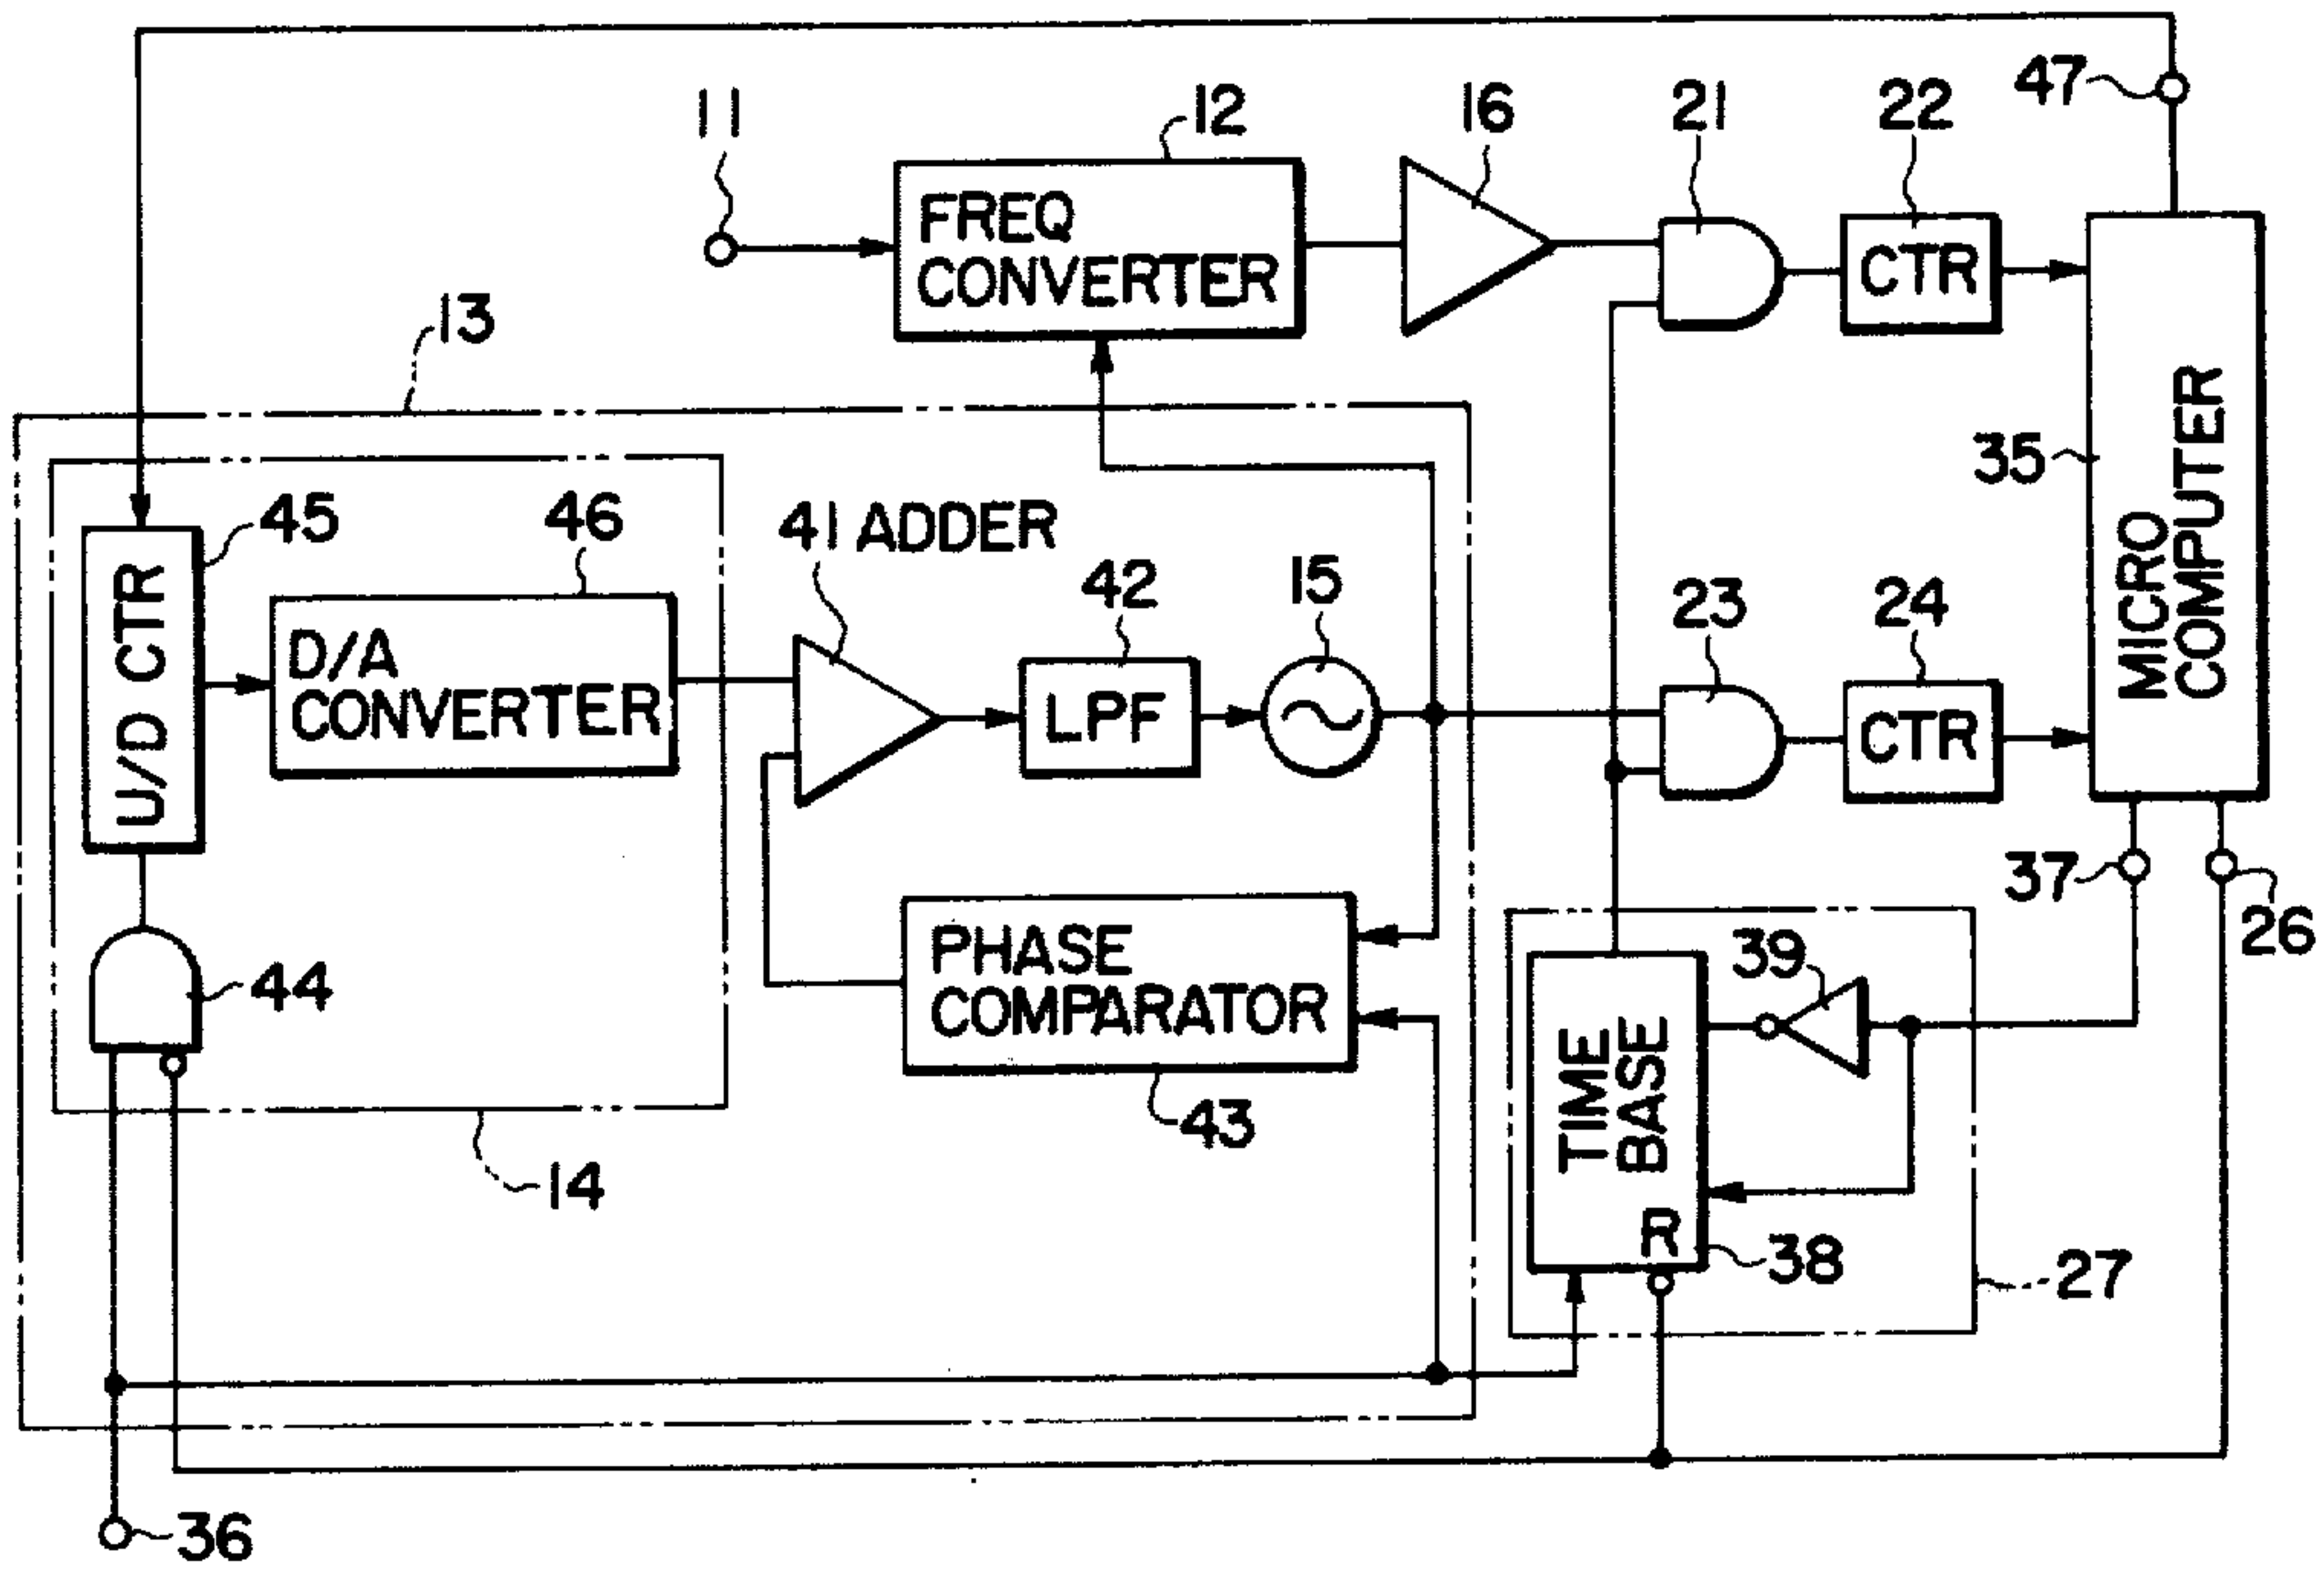 47
11
12
16
21
22
FREQ
CONVERTER
CTR
13
35
MICRO
COMPUTER
45
46
41 ADDER
42
15
23
24
U/D CTR
D/A
CONVERTER
LPF
CTR
37
26
44
PHASE
COMPARATOR
39
TIME
BASE
43
14
R
38
27
36